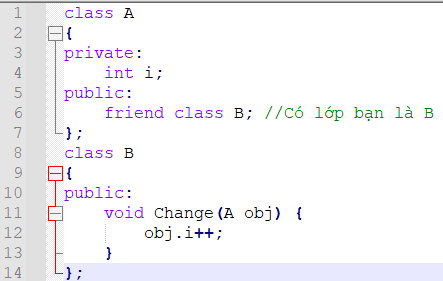 1 class A
2 {
3 private:
4     int i;
5 public:
6     friend class B; //Có lớp bạn là B
7 };
8 class B
9 {
10 public:
11     void Change(A obj) {
12         obj.i++;
13     }
14 };